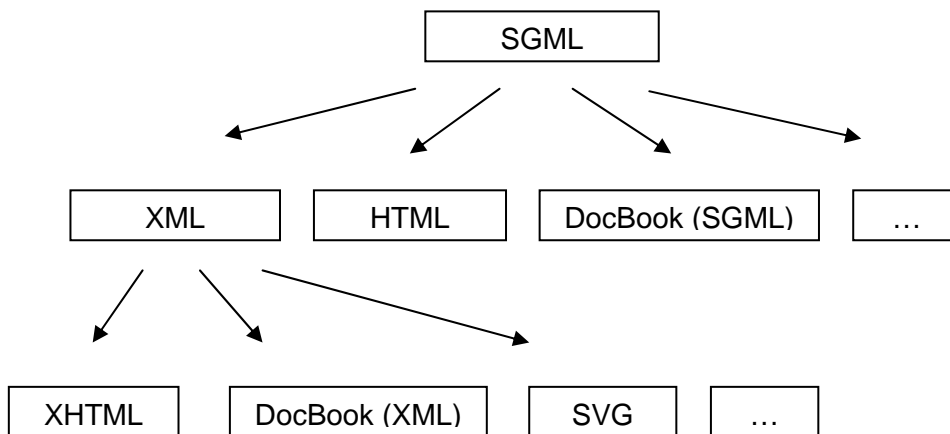 SGML
XML HTML DocBook (SGML) …
XHTML DocBook (XML) SVG …